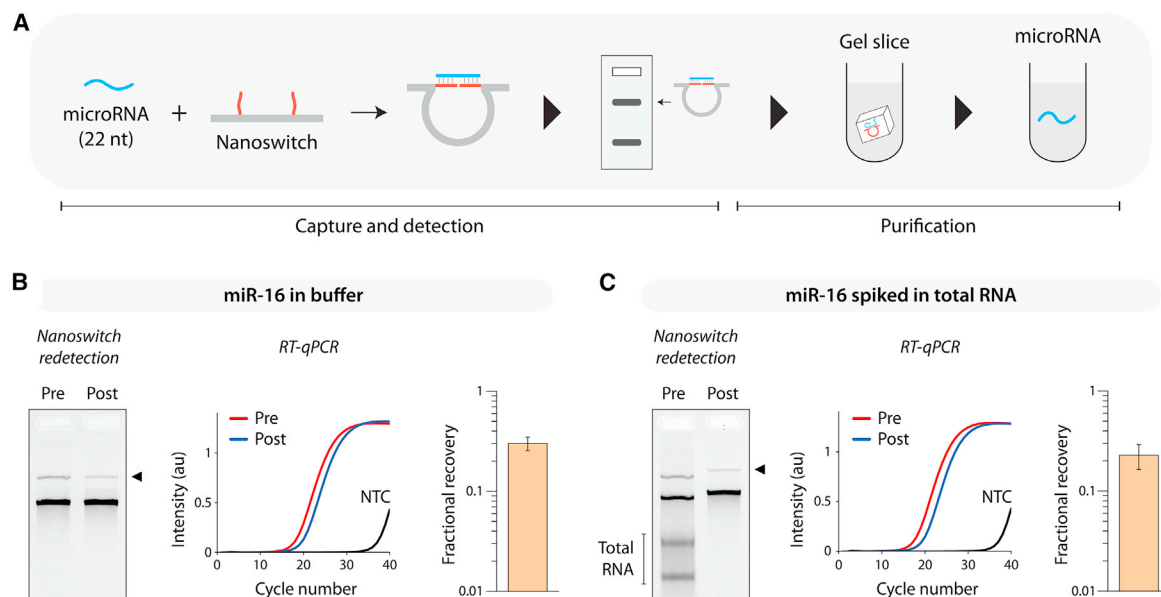 A
microRNA
(22 nt)
+
Nanoswitch
Gel slice
microRNA
Capture and detection
Purification
B
miR-16 in buffer
Nanoswitch
redetection
Pre Post
RT-qPCR
Pre
Post
NTC
Intensity (au)
1
0.5
0
0 10 20 30 40
Cycle number
Fractional recovery
1
0.1
0.01
C
miR-16 spiked in total RNA
Nanoswitch
redetection
Pre Post
Total
RNA
RT-qPCR
Pre
Post
NTC
Intensity (au)
1
0.5
0
0 10 20 30 40
Cycle number
Fractional recovery
1
0.1
0.01